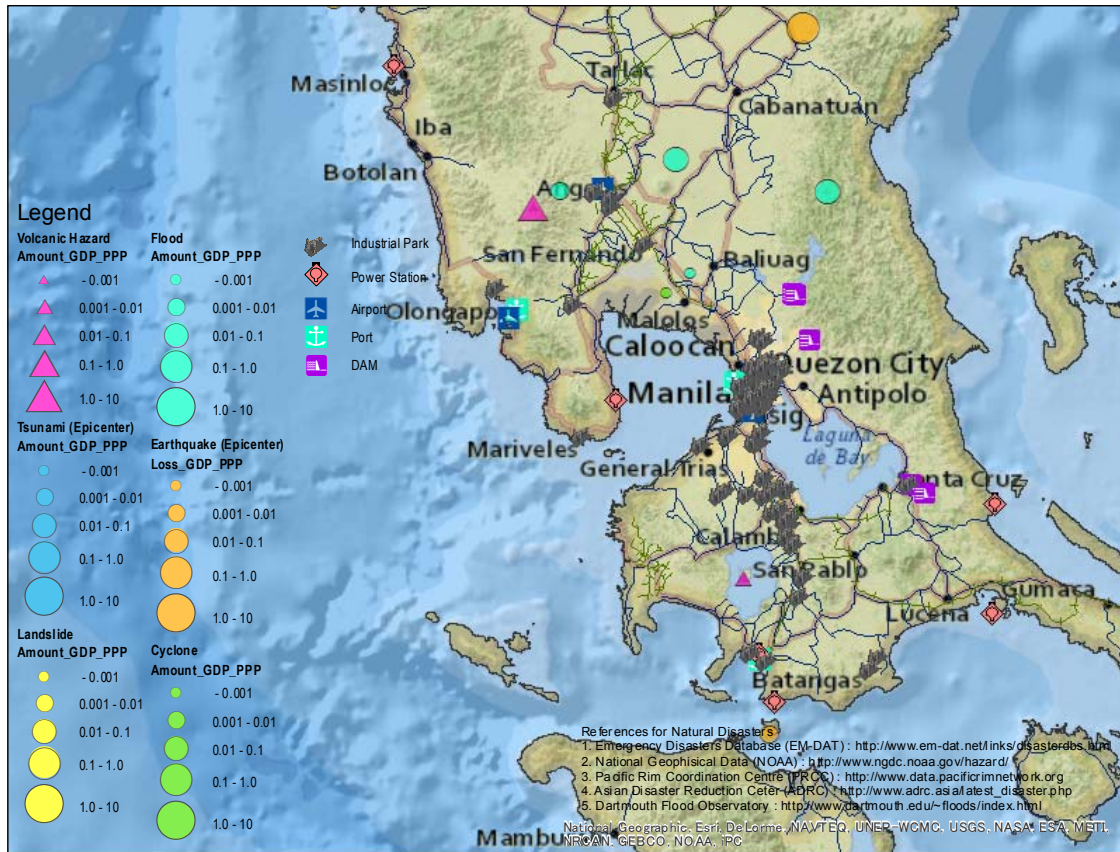 Legend
Volcanic Hazard
Amount_GDP_PPP
- 0.001
0.001 - 0.01
0.01 - 0.1
0.1 - 1.0
1.0 - 10
Tsunami (Epicenter)
Amount_GDP_PPP
- 0.001
0.001 - 0.01
0.01 - 0.1
0.1 - 1.0
1.0 - 10
Landslide
Amount_GDP_PPP
- 0.001
0.001 - 0.01
0.01 - 0.1
0.1 - 1.0
1.0 - 10
Flood
Amount_GDP_PPP
- 0.001
0.001 - 0.01
0.01 - 0.1
0.1 - 1.0
1.0 - 10
Earthquake (Epicenter)
Loss_GDP_PPP
- 0.001
0.001 - 0.01
0.01 - 0.1
0.1 - 1.0
1.0 - 10
Cyclone
Amount_GDP_PPP
- 0.001
0.001 - 0.01
0.01 - 0.1
0.1 - 1.0
1.0 - 10
Industrial Park
Power Station
Airport
Port
DAM
Tarlac
Masinloc
Cabanatuan
Iba
Botolan
San Fernando
Baliuag
Olongapo
Malolos
Caloocan
Quezon City
Manila
Antipolo
Mariveles
Laguna
de Bay
General Trias
San Pablo
Gumaca
Lucena
Batangas
References for Natural Disasters
1. Emergency Disasters Database (EM-DAT) : http://www.em-dat.net/links/disasterdbs.html
2. National Geophisical Data (NOAA) : http://www.ngdc.noaa.gov/hazard/
3. Pacific Rim Coordination Centre (PRCC) : http://www.data.pacificrimnetwork.org
4. Asian Disaster Reduction Ceter (ADRC) : http://www.adrc.asia/latest_disaster.php
5. Dartmouth Flood Observatory : http://www.dartmouth.edu/~floods/index.html
National Geographic, Esri, DeLorme, NAVTEQ, UNEP-WCMC, USGS, NASA, ESA, METI,
NRCAN, GEBCO, NOAA, iPC